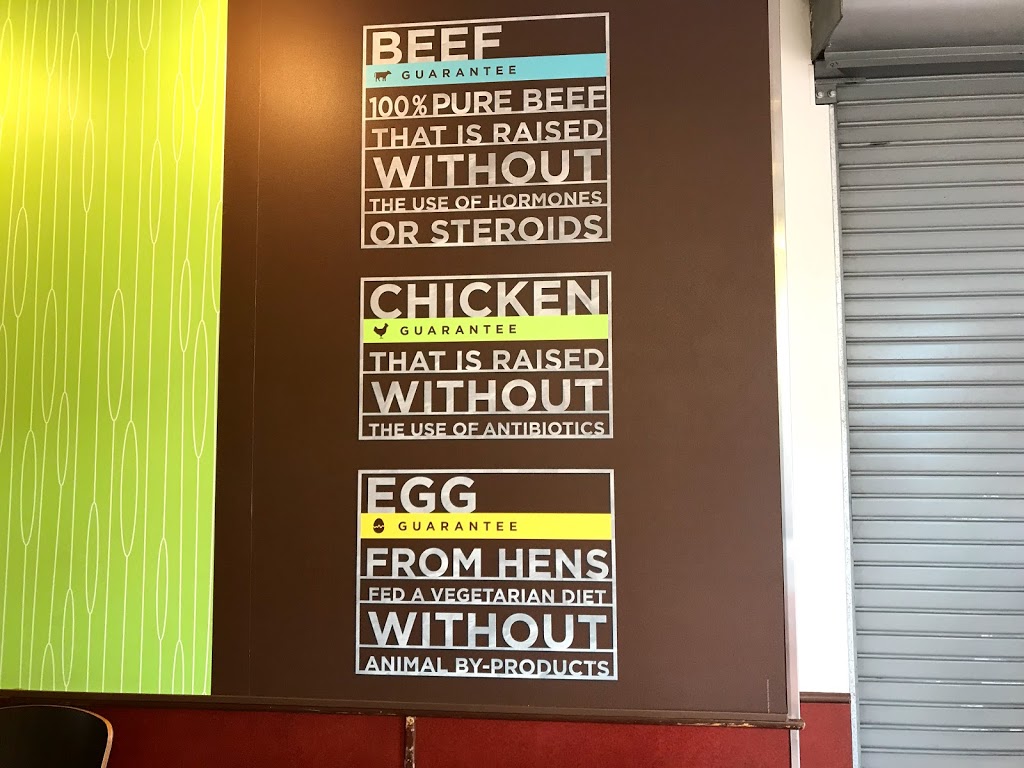 BEEF
GUARANTEE
100% PURE BEEF
THAT IS RAISED
WITHOUT
THE USE OF HORMONES
OR STEROIDS
CHICKEN
GUARANTEE
THAT IS RAISED
WITHOUT
THE USE OF ANTIBIOTICS
EGG
GUARANTEE
FROM HENS
FED A VEGETARIAN DIET
WITHOUT
ANIMAL BY-PRODUCTS